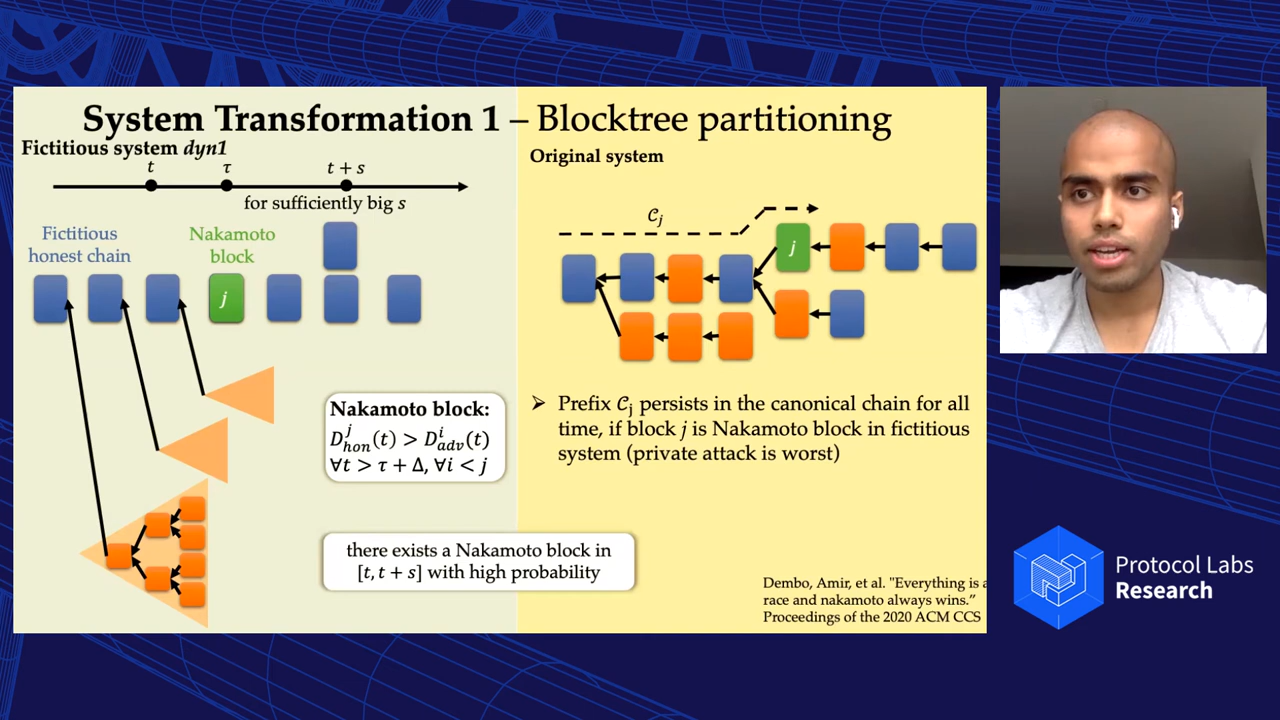 System Transformation 1 – Blocktree partitioning
Fictitious system dyn1
t τ t + s
for sufficiently big s
Fictitious
honest chain
Nakamoto
block
j
Nakamoto block:
D^j_hon(t) > D^i_adv(t)
∀t > τ + Δ, ∀i < j
there exists a Nakamoto block in
[t, t + s] with high probability
Original system
𝒞_j
j
➢ Prefix 𝒞_j persists in the canonical chain for all
time, if block j is Nakamoto block in fictitious
system (private attack is worst)
Dembo, Amir, et al. "Everything is a
race and nakamoto always wins.”
Proceedings of the 2020 ACM CCS
Protocol Labs
Research